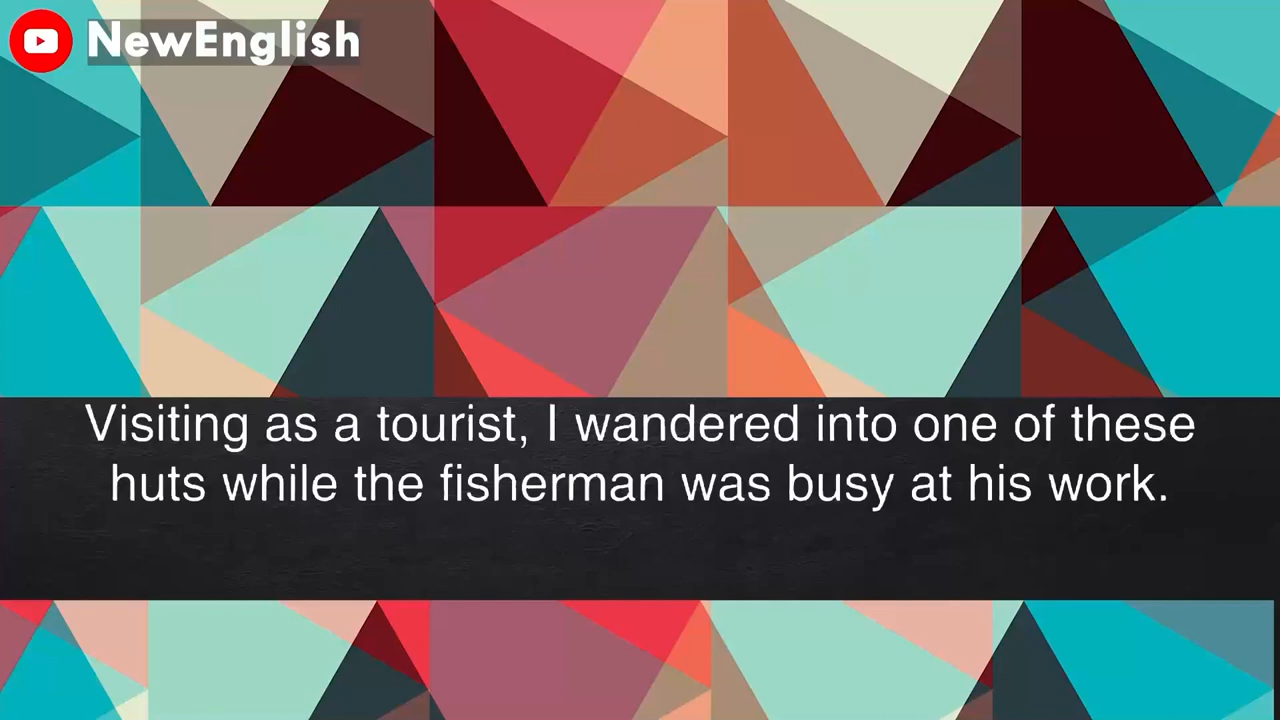 NewEnglish
Visiting as a tourist, I wandered into one of these
huts while the fisherman was busy at his work.